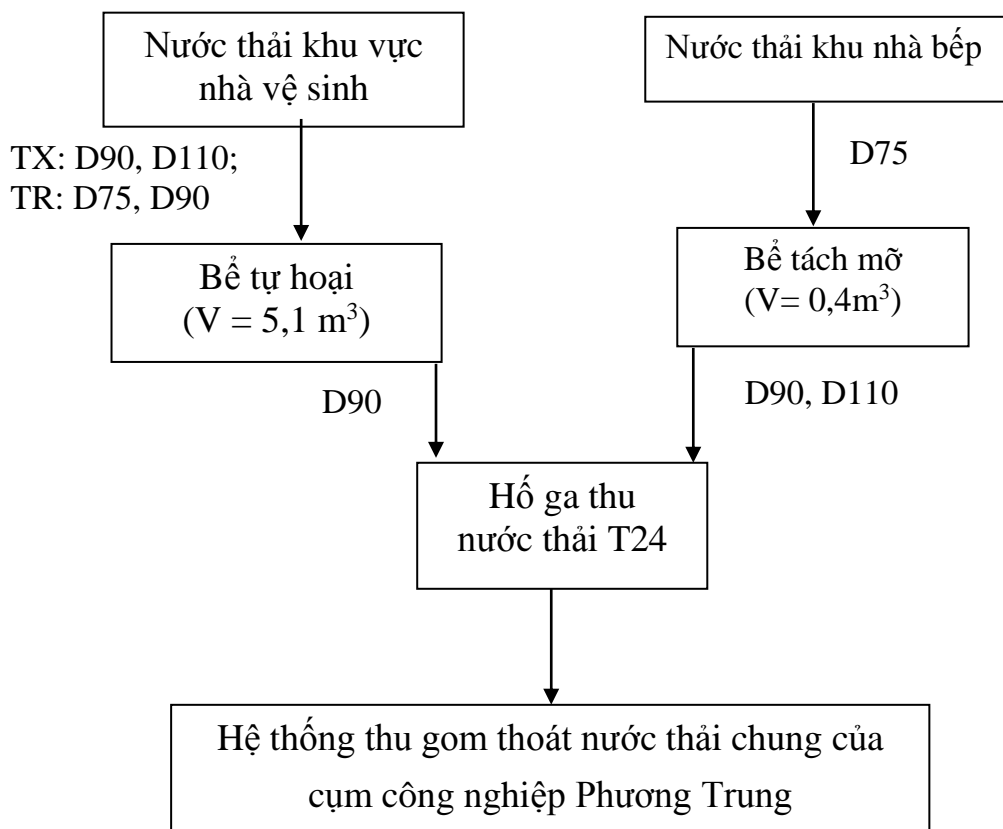 Nước thải khu vực
nhà vệ sinh
Nước thải khu nhà bếp
TX: D90, D110;
TR: D75, D90
D75
Bể tự hoại
(V = 5,1 m³)
Bể tách mỡ
(V= 0,4m³)
D90
D90, D110
Hố ga thu
nước thải T24
Hệ thống thu gom thoát nước thải chung của
cụm công nghiệp Phương Trung